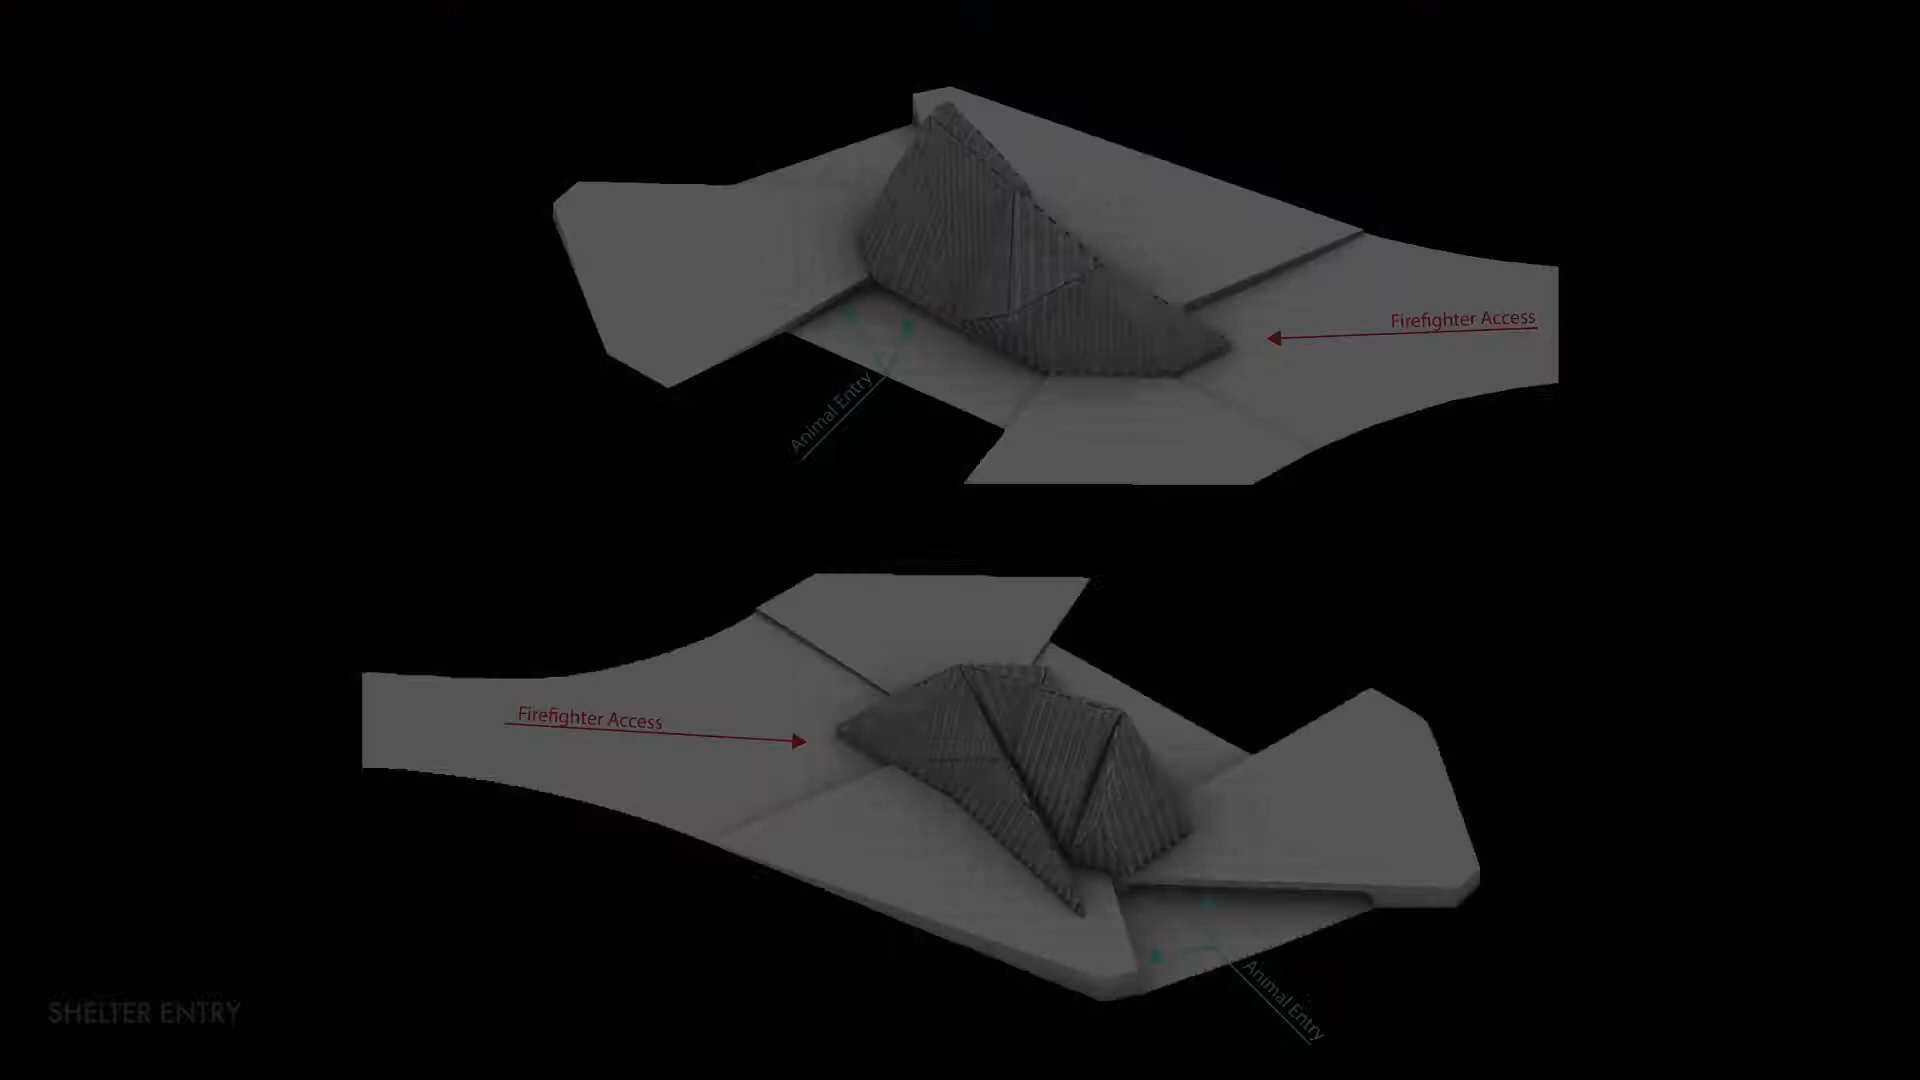 Firefighter Access
Animal Entry
Firefighter Access
Animal Entry
SHELTER ENTRY